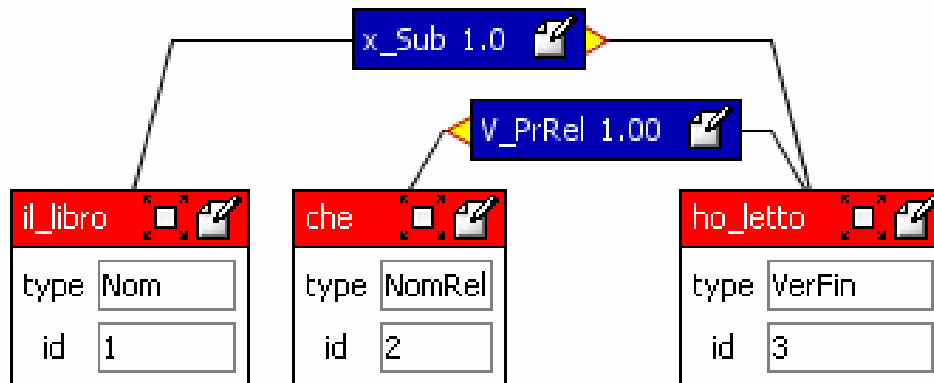 x_Sub 1.0
V_PrRel 1.00
il_libro che ho_letto
type Nom type NomRel type VerFin
id 1 id 2 id 3